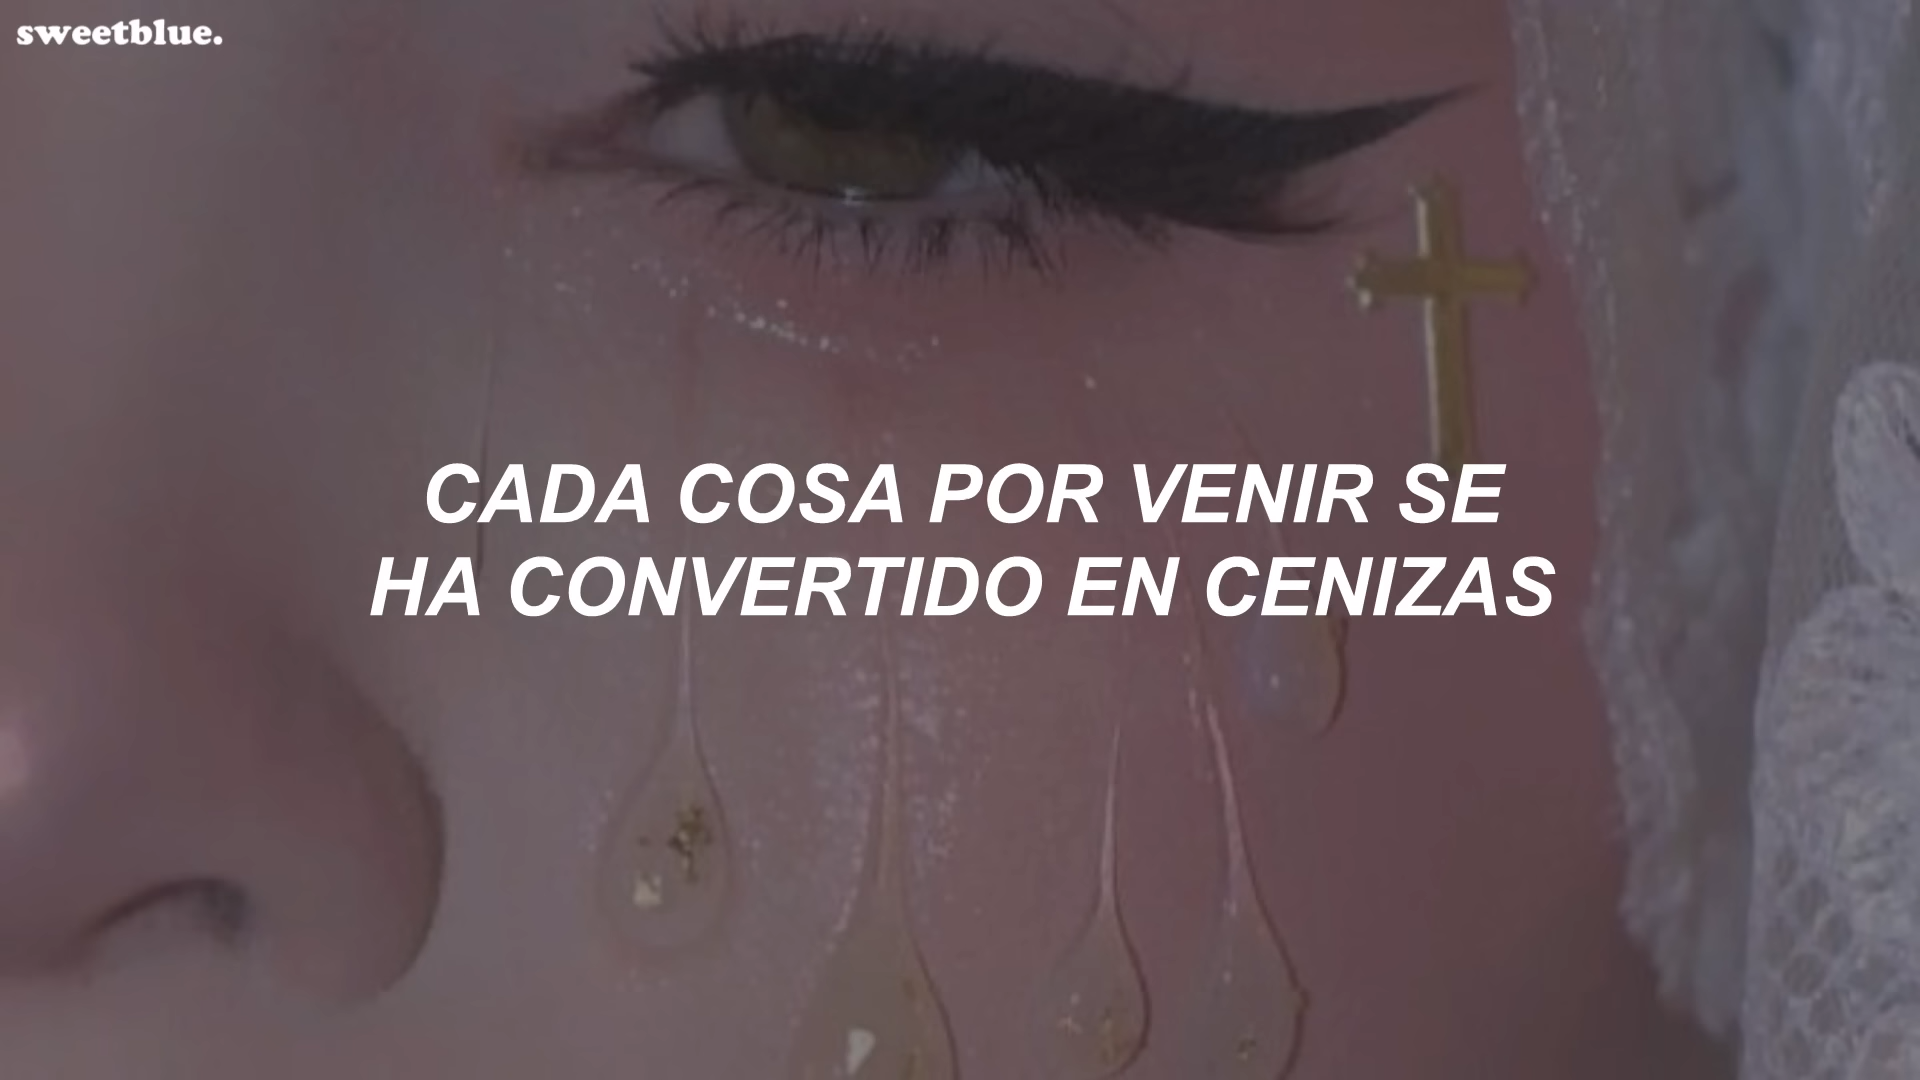 sweetblue.
CADA COSA POR VENIR SE
HA CONVERTIDO EN CENIZAS